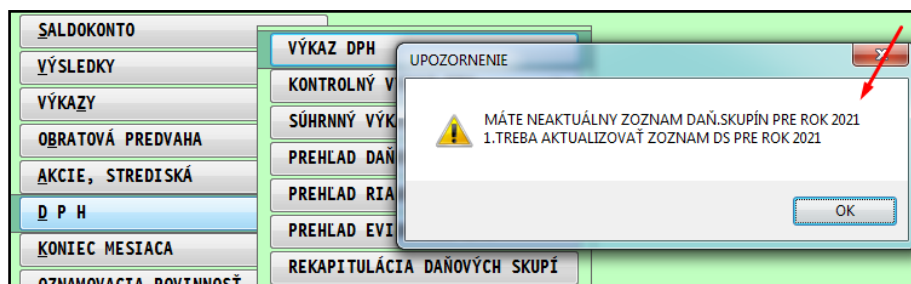 SALDOKONTO
VÝSLEDKY
VÝKAZY
OBRATOVÁ PREDVAHA
AKCIE, STREDISKÁ
D P H
KONIEC MESIACA
OZNAMOVACIA POVINNOSŤ
VÝKAZ DPH
KONTROLNÝ
SÚHRNNÝ VÝK
PREHĽAD DAŇ
PREHĽAD RIA
PREHĽAD EVI
REKAPITULÁCIA DAŇOVÝCH SKUPÍ
UPOZORNENIE
MÁTE NEAKTUÁLNY ZOZNAM DAŇ.SKUPÍN PRE ROK 2021
1.TREBA AKTUALIZOVAŤ ZOZNAM DS PRE ROK 2021
OK